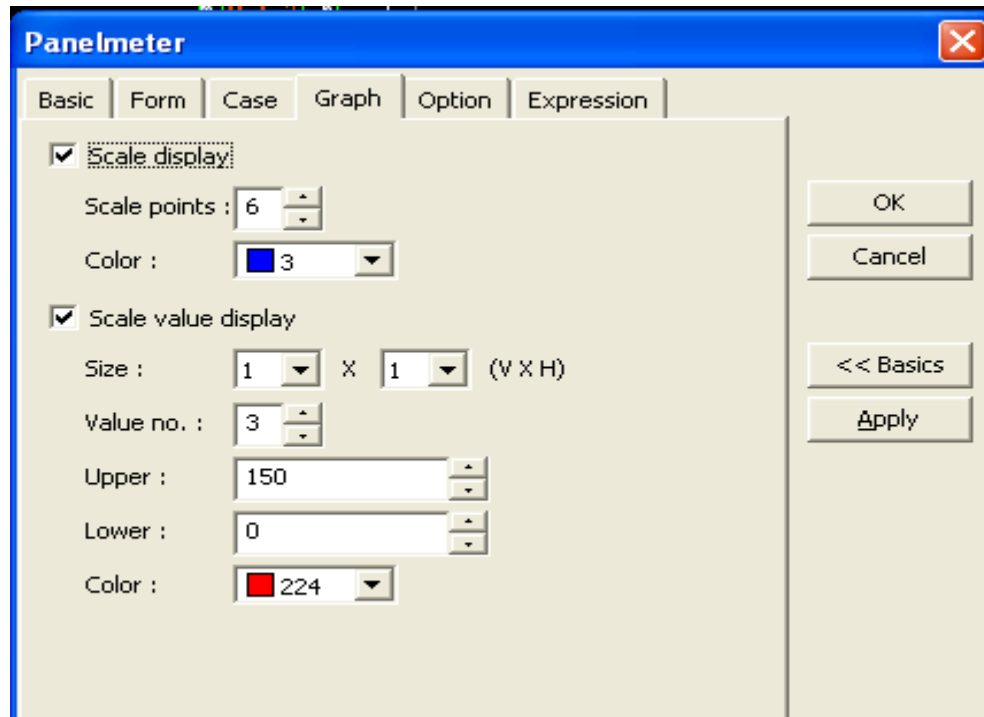 Panelmeter
Basic Form Case Graph Option Expression
Scale display
Scale points : 6
OK
Color : 3
Cancel
Scale value display
Size : 1 X 1 (V X H)
<< Basics
Value no. : 3
Apply
Upper : 150
Lower : 0
Color : 224